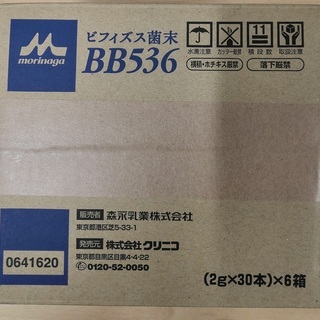 morinaga
ビフィズス菌末
BB536
水濡注意
カッター厳禁
11
積段数
取扱注意
横積・ホチキス厳禁
落下厳禁
販売者 森永乳業株式会社
東京都港区芝5-33-1
発売元 株式会社クリニコ
東京都目黒区目黒4-4-22
0120-52-0050
0641620
(2g×30本)×6箱